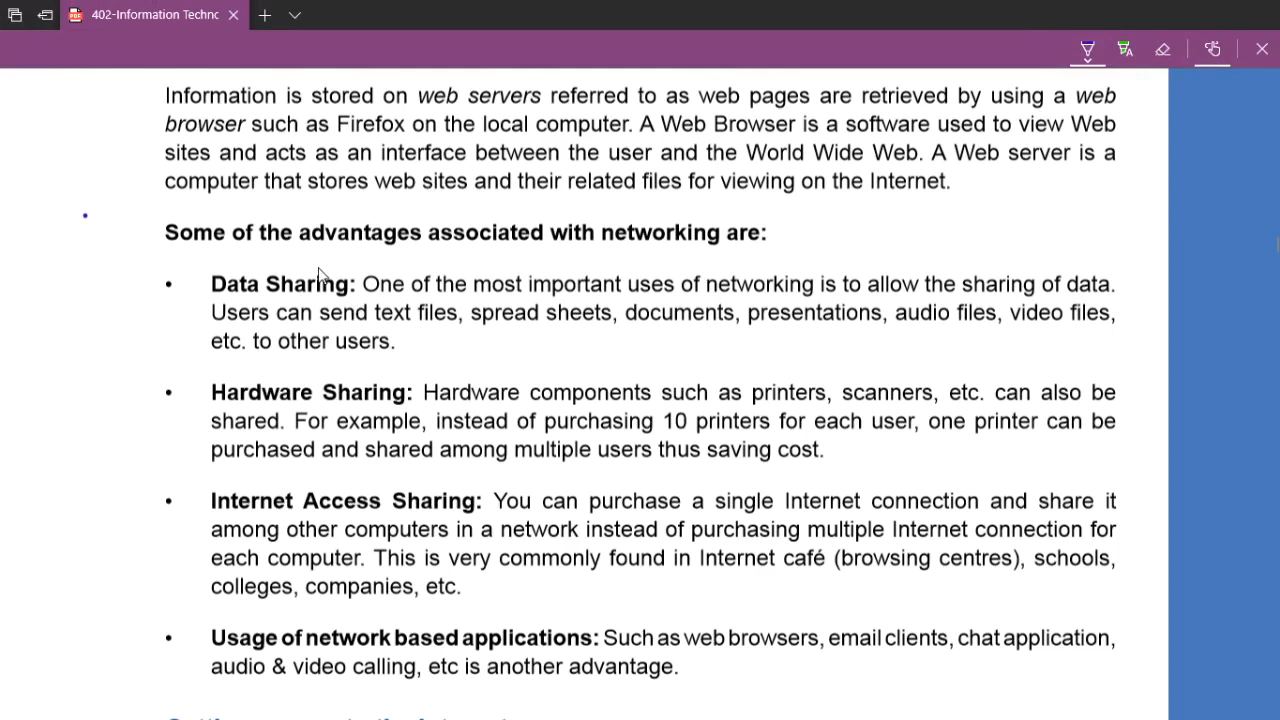 402-Information Techno
Information is stored on web servers referred to as web pages are retrieved by using a web
browser such as Firefox on the local computer. A Web Browser is a software used to view Web
sites and acts as an interface between the user and the World Wide Web. A Web server is a
computer that stores web sites and their related files for viewing on the Internet.
Some of the advantages associated with networking are:
• Data Sharing: One of the most important uses of networking is to allow the sharing of data.
Users can send text files, spread sheets, documents, presentations, audio files, video files,
etc. to other users.
• Hardware Sharing: Hardware components such as printers, scanners, etc. can also be
shared. For example, instead of purchasing 10 printers for each user, one printer can be
purchased and shared among multiple users thus saving cost.
• Internet Access Sharing: You can purchase a single Internet connection and share it
among other computers in a network instead of purchasing multiple Internet connection for
each computer. This is very commonly found in Internet café (browsing centres), schools,
colleges, companies, etc.
• Usage of network based applications: Such as web browsers, email clients, chat application,
audio & video calling, etc is another advantage.